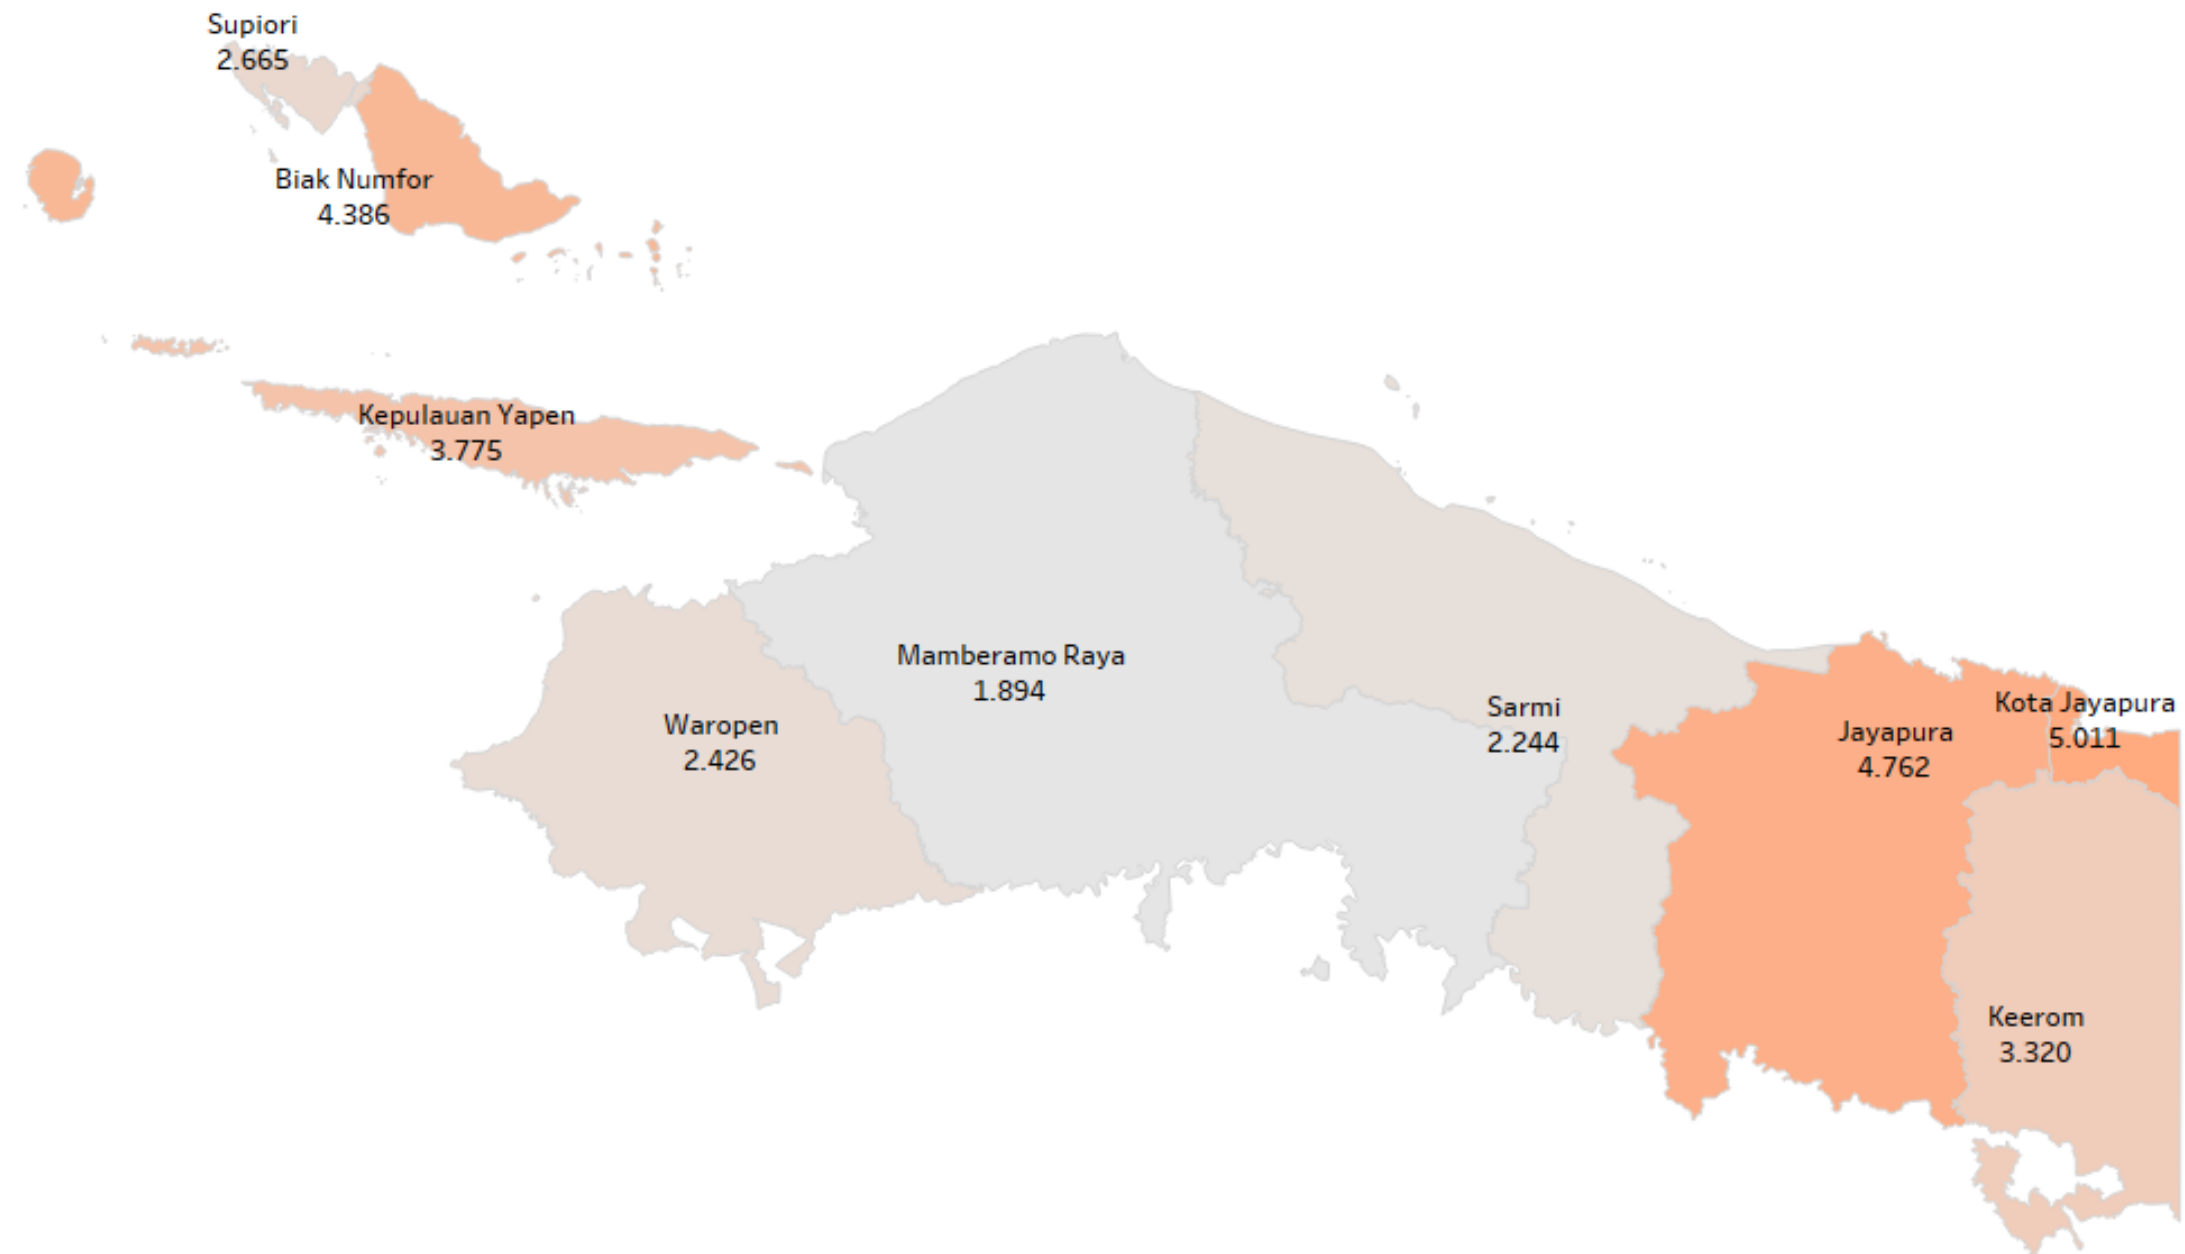 Supiori
2.665
Biak Numfor
4.386
Kepulauan Yapen
3.775
Mamberamo Raya
1.894
Waropen
2.426
Sarmi
2.244
Jayapura
4.762
Kota Jayapura
5.011
Keerom
3.320